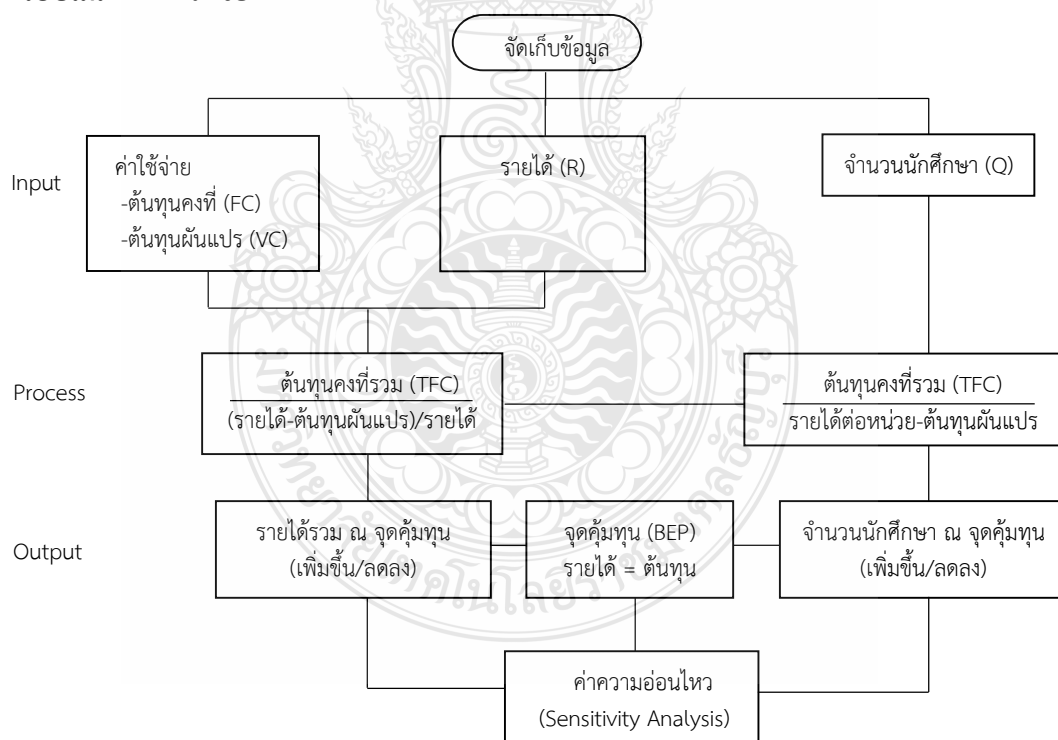 จัดเก็บข้อมูล
Input
ค่าใช้จ่าย
-ต้นทุนคงที่ (FC)
-ต้นทุนผันแปร (VC)
รายได้ (R)
จำนวนนักศึกษา (Q)
Process
ต้นทุนคงที่รวม (TFC)
(รายได้-ต้นทุนผันแปร)/รายได้
ต้นทุนคงที่รวม (TFC)
รายได้ต่อหน่วย-ต้นทุนผันแปร
Output
รายได้รวม ณ จุดคุ้มทุน
(เพิ่มขึ้น/ลดลง)
จุดคุ้มทุน (BEP)
รายได้ = ต้นทุน
จำนวนนักศึกษา ณ จุดคุ้มทุน
(เพิ่มขึ้น/ลดลง)
ค่าความอ่อนไหว
(Sensitivity Analysis)